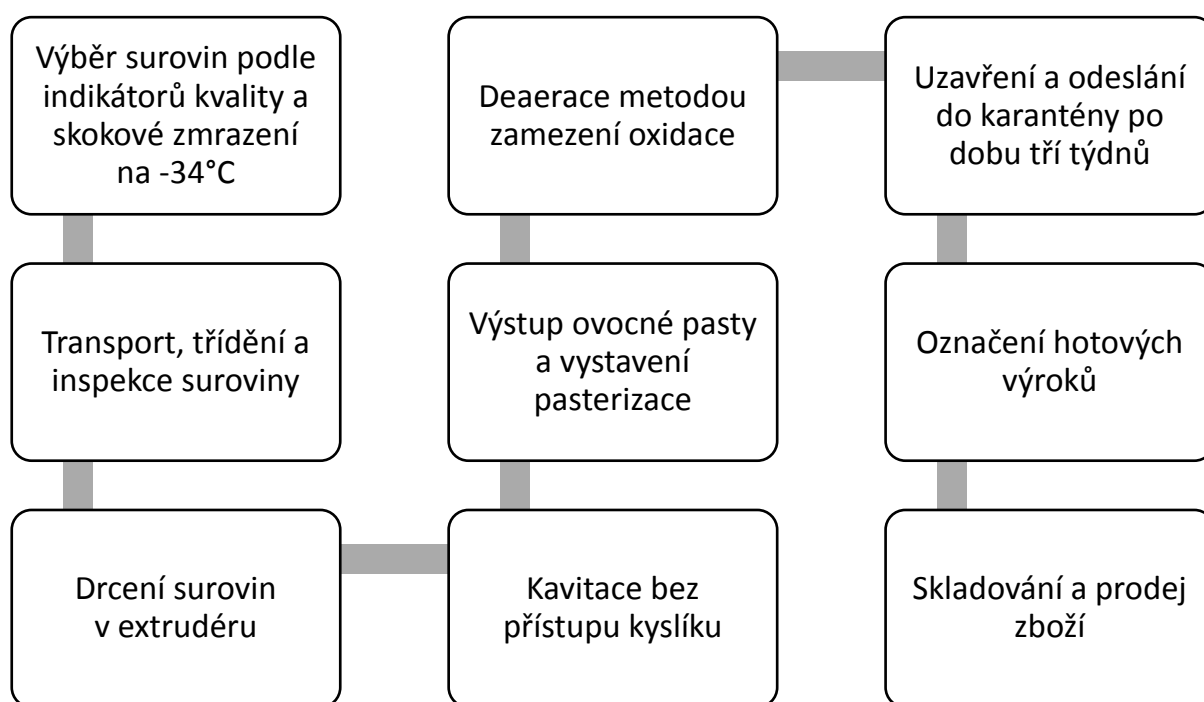 Výběr surovin podle
indikátorů kvality a
skokové zmrazení
na -34°C
Transport, třídění a
inspekce suroviny
Drcení surovin
v extrudéru
Kavitace bez
přístupu kyslíku
Výstup ovocné pasty
a vystavení
pasterizace
Deaerace metodou
zamezení oxidace
Uzavření a odeslání
do karantény po
dobu tří týdnů
Označení hotových
výroků
Skladování a prodej
zboží